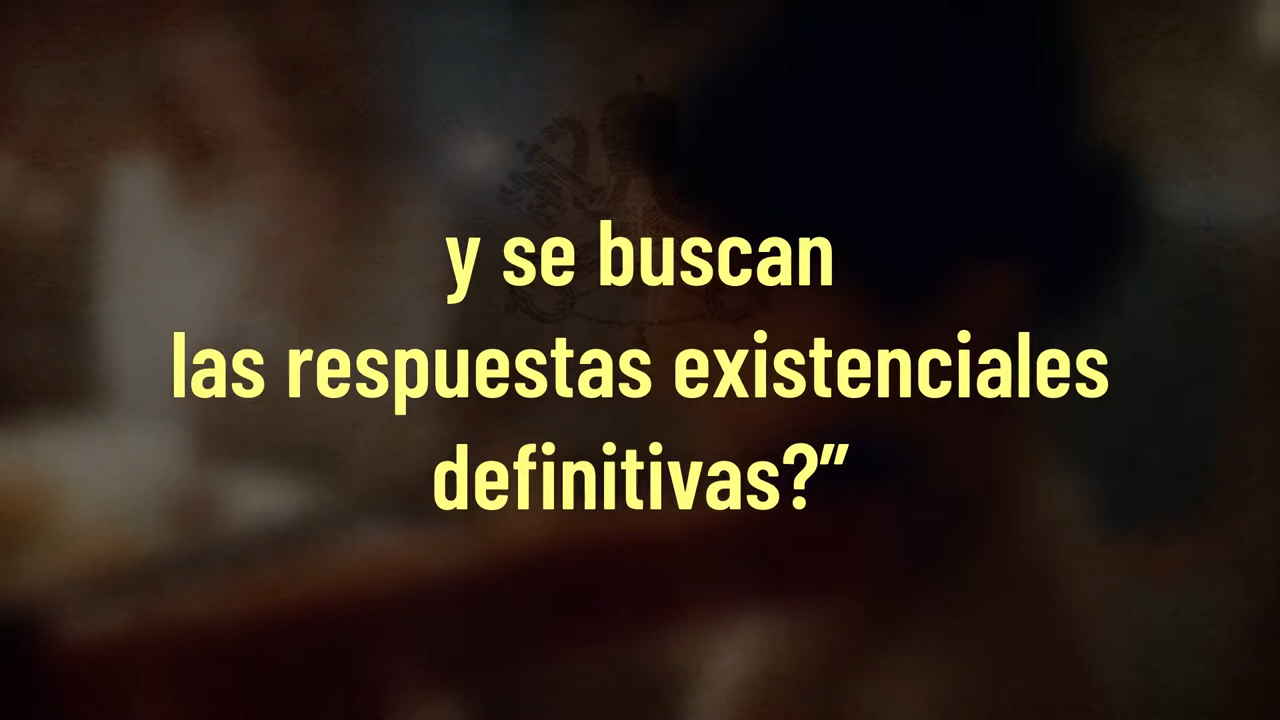 y se buscan
las respuestas existenciales
definitivas?”